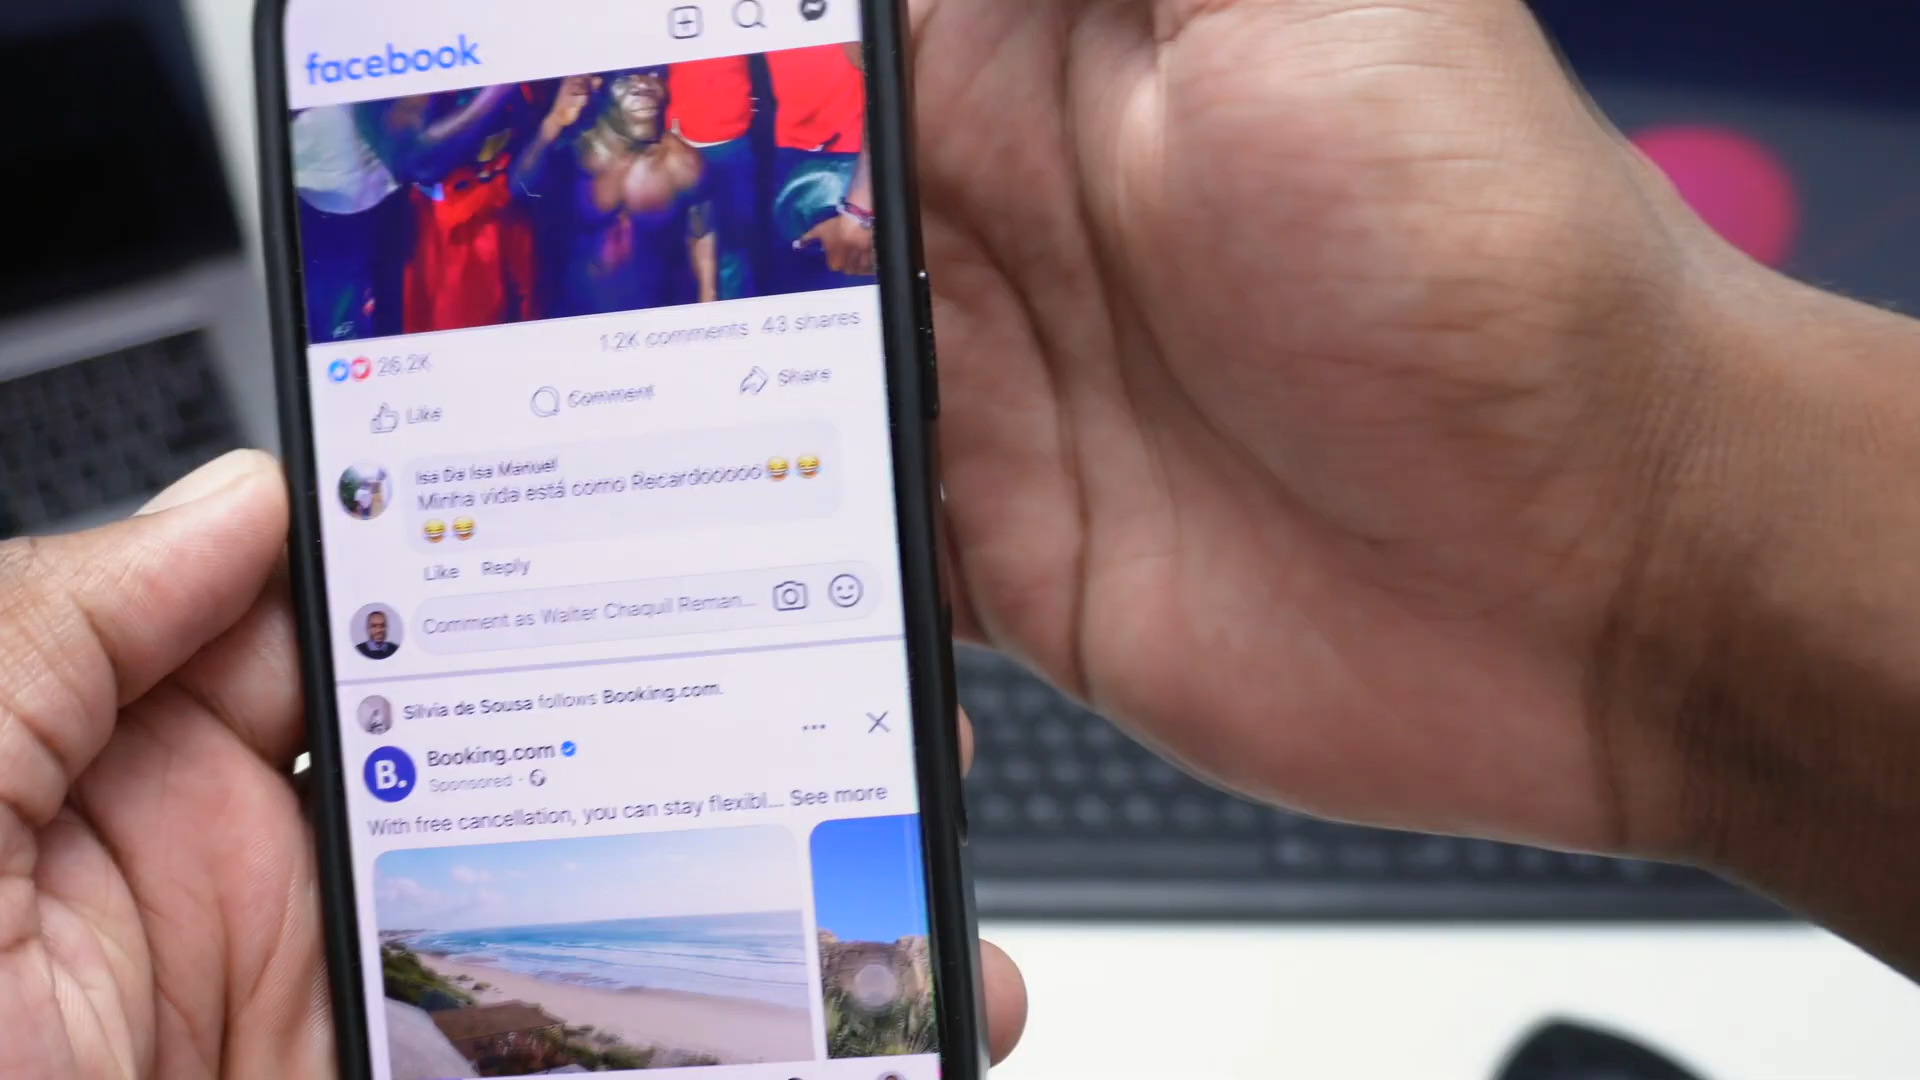 facebook
26.2K
1.2K comments 43 shares
Like
Comment
Share
Isa Da Isa Manuel
Minha vida está como Recardooooo😂😂
😂😂
Like Reply
Comment as Walter Chaquil Reman...
Silvia de Sousa follows Booking.com.
B.
Booking.com
Sponsored ·
With free cancellation, you can stay flexibl... See more